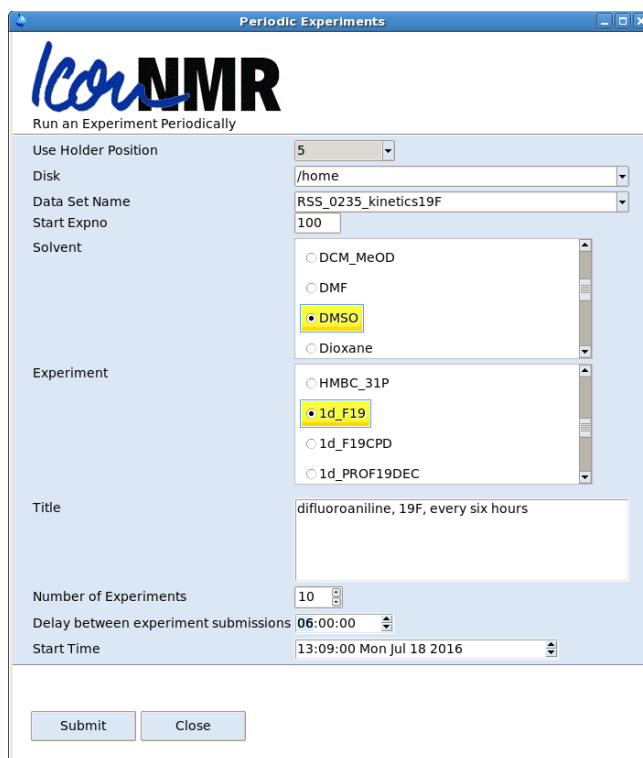 Periodic Experiments
IconNMR
Run an Experiment Periodically
Use Holder Position 5
Disk /home
Data Set Name RSS_0235_kinetics19F
Start Expno 100
Solvent
DCM_MeOD
DMF
DMSO
Dioxane
Experiment
HMBC_31P
1d_F19
1d_F19CPD
1d_PROF19DEC
Title difluoroaniline, 19F, every six hours
Number of Experiments 10
Delay between experiment submissions 06:00:00
Start Time 13:09:00 Mon Jul 18 2016
Submit Close